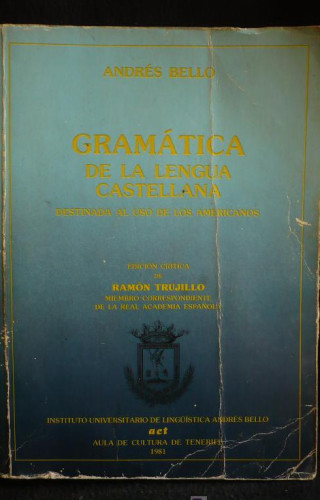 ANDRÉS BELLO
GRAMÁTICA
DE LA LENGUA
CASTELLANA
DESTINADA AL USO DE LOS AMERICANOS
EDICIÓN CRÍTICA
DE
RAMÓN TRUJILLO
MIEMBRO CORRESPONDIENTE
DE LA REAL ACADEMIA ESPAÑOLA
INSTITUTO UNIVERSITARIO DE LINGÜÍSTICA ANDRÉS BELLO
act
AULA DE CULTURA DE TENERIFE
1981